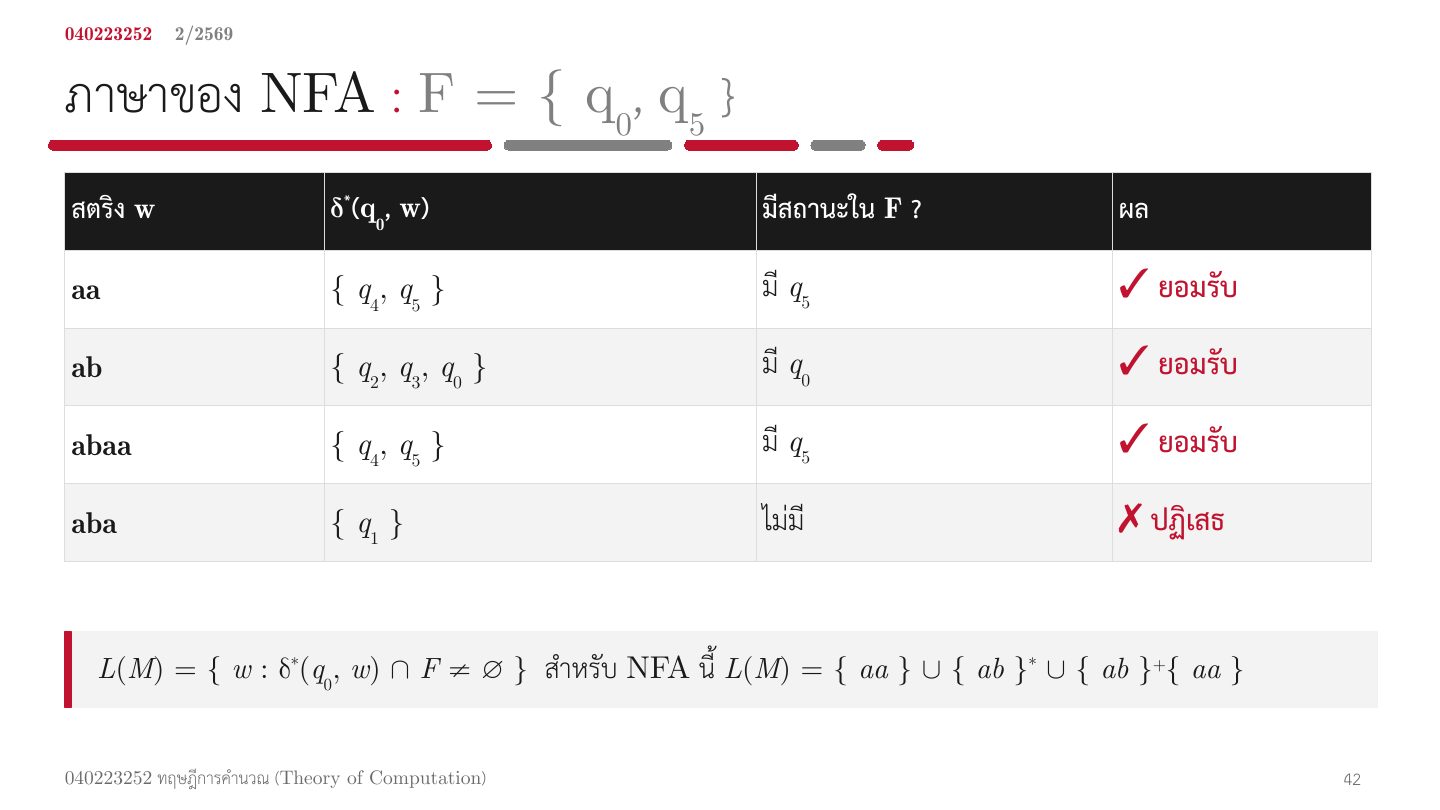 040223252 2/2569
ภาษาของ NFA : F = { q₀, q₅ }
สตริง w δ*(q₀, w) มีสถานะใน F ? ผล
aa { q₄, q₅ } มี q₅ ✓ ยอมรับ
ab { q₂, q₃, q₀ } มี q₀ ✓ ยอมรับ
abaa { q₄, q₅ } มี q₅ ✓ ยอมรับ
aba { q₁ } ไม่มี ✗ ปฏิเสธ
L(M) = { w : δ*(q₀, w) ∩ F ≠ ∅ } สำหรับ NFA นี้ L(M) = { aa } ∪ { ab }* ∪ { ab }⁺{ aa }
040223252 ทฤษฎีการคำนวณ (Theory of Computation) 42